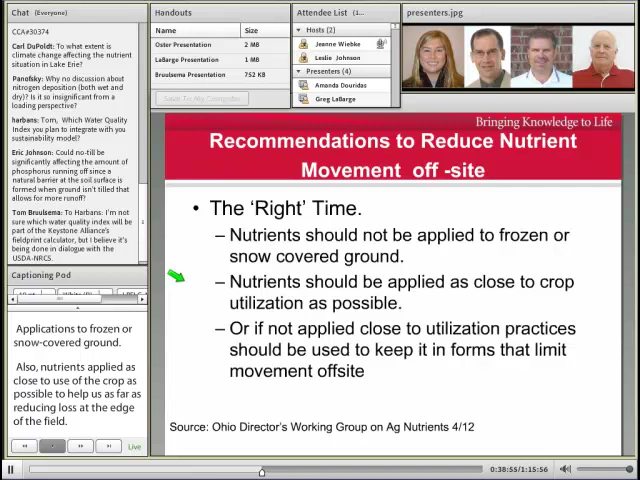 Chat (Everyone)
CCA#30374
Carl DuPoldt: To what extent is
climate change affecting the nutrient
situation in Lake Erie?
Panofsky: Why no discussion about
nitrogen deposition (both wet and
dry)? Is it so insignificant from a
loading perspective?
harbans: Tom, Which Water Quality
Index you plan to integrate with you
sustainability model?
Eric Johnson: Could no-till be
significantly affecting the amount of
phosphorus running off since a
natural barrier at the soil surface is
formed when ground isn't tilled that
allows for more runoff?
Tom Bruulsema: To Harbans: I'm not
sure which water quality index will be
part of the Keystone Alliance's
fieldprint calculator, but I believe it's
being done in dialogue with the
USDA-NRCS.
Captioning Pod
Applications to frozen or
snow-covered ground.
Also, nutrients applied as
close to use of the crop as
possible to help us as far as
reducing loss at the edge of
the field.
Live
Handouts
Name Size
Oster Presentation 2 MB
LaBarge Presentation 1 MB
Bruulsema Presentation 752 KB
Save To My Computer
Attendee List (1...
Hosts (2)
Jeanne Wiebke
Leslie Johnson
Presenters (4)
Amanda Douridas
Greg LaBarge
presenters.jpg
Bringing Knowledge to Life
Recommendations to Reduce Nutrient
Movement off -site
• The ‘Right’ Time.
– Nutrients should not be applied to frozen or
snow covered ground.
– Nutrients should be applied as close to crop
utilization as possible.
– Or if not applied close to utilization practices
should be used to keep it in forms that limit
movement offsite
Source: Ohio Director’s Working Group on Ag Nutrients 4/12
0:38:55/1:15:56